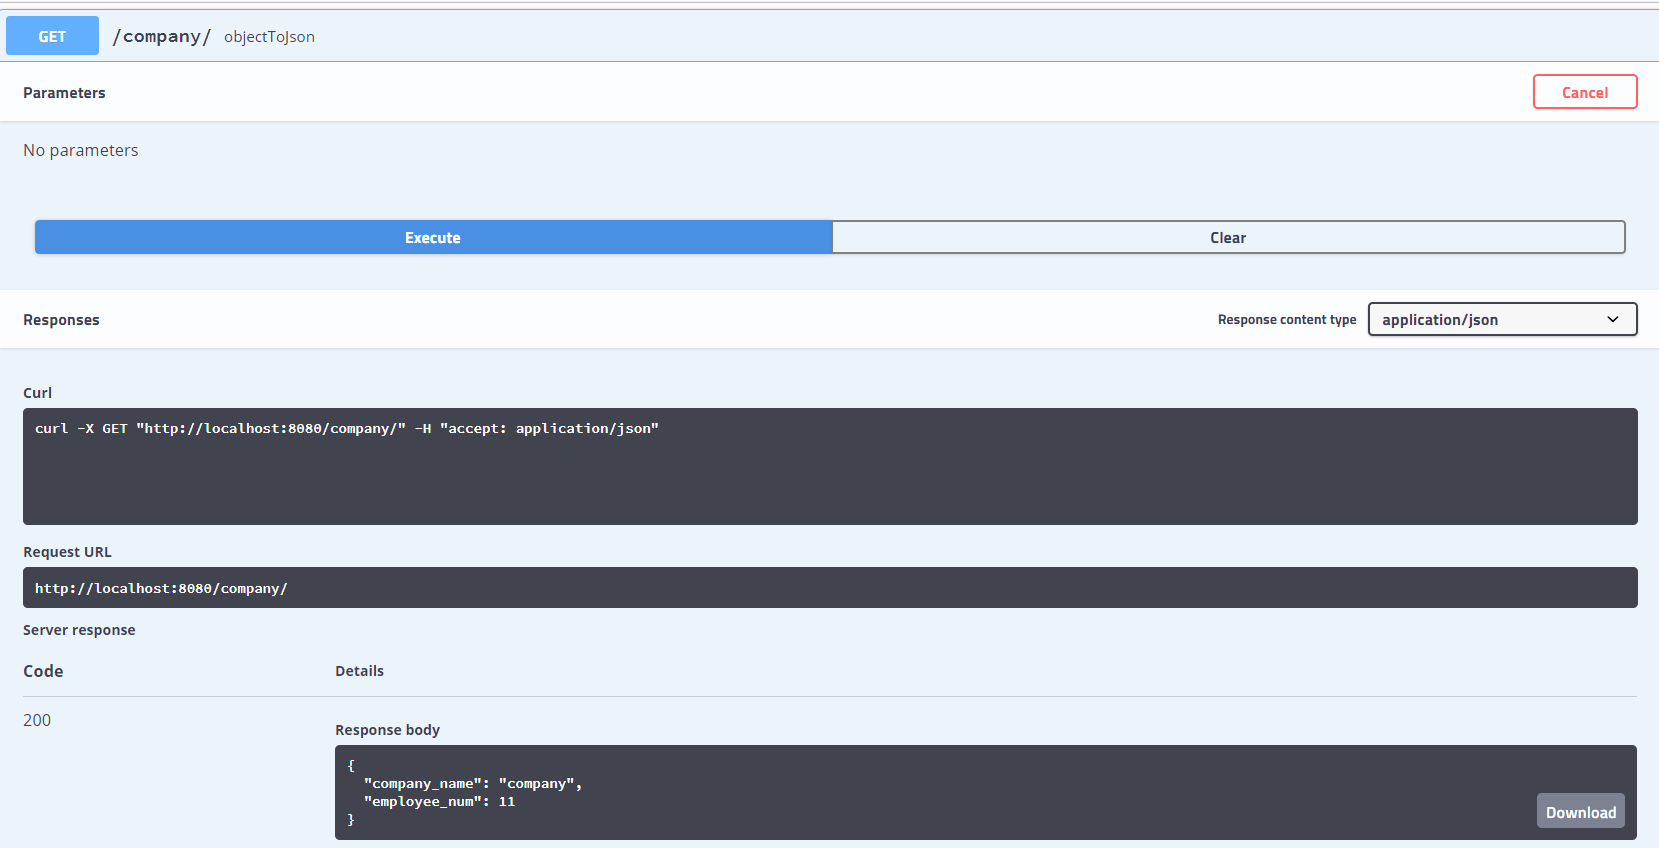 GET /company/ objectToJson
Parameters Cancel
No parameters
Execute Clear
Responses Response content type application/json
Curl
curl -X GET "http://localhost:8080/company/" -H "accept: application/json"
Request URL
http://localhost:8080/company/
Server response
Code Details
200
Response body
{
"company_name": "company",
"employee_num": 11
}
Download